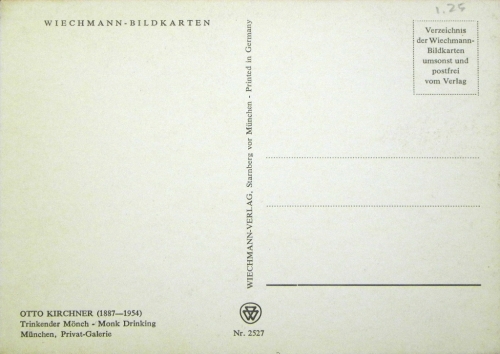 WIECHMANN-BILDKARTEN
1.25
Verzeichnis
der Wiechmann-
Bildkarten
umsonst und
postfrei
vom Verlag
WIECHMANN-VERLAG, Starnberg vor München - Printed in Germany
OTTO KIRCHNER (1887—1954)
Trinkender Mönch - Monk Drinking
München, Privat-Galerie
Nr. 2527